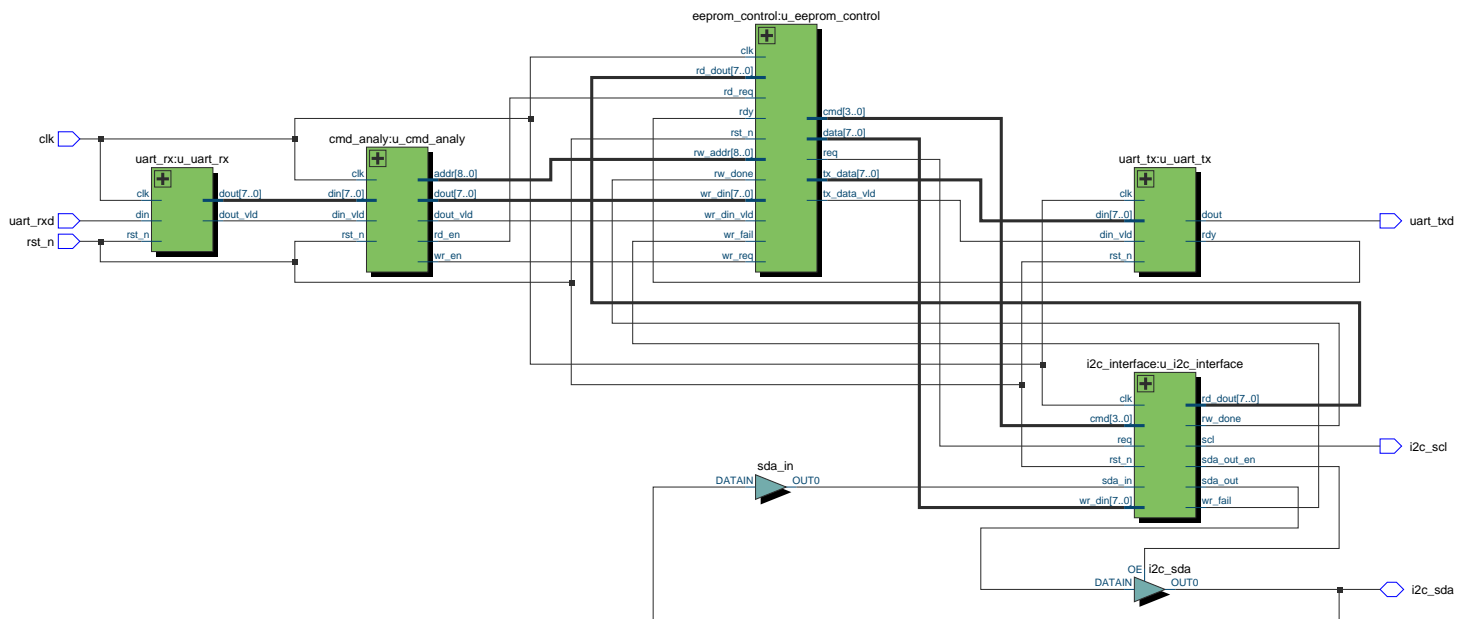 eeprom_control:u_eeprom_control
clk
rd_dout[7..0]
rd_req
rdy
rst_n
rw_addr[8..0]
rw_done
wr_din[7..0]
wr_din_vld
wr_fail
wr_req
cmd[3..0]
data[7..0]
req
tx_data[7..0]
tx_data_vld
clk
uart_rxd
rst_n
uart_rx:u_uart_rx
clk
din
rst_n
dout[7..0]
dout_vld
cmd_analy:u_cmd_analy
clk
din[7..0]
din_vld
rst_n
addr[8..0]
dout[7..0]
dout_vld
rd_en
wr_en
uart_tx:u_uart_tx
clk
din[7..0]
din_vld
rst_n
dout
rdy
uart_txd
i2c_interface:u_i2c_interface
clk
cmd[3..0]
req
rst_n
sda_in
wr_din[7..0]
rd_dout[7..0]
rw_done
scl
sda_out_en
sda_out
wr_fail
i2c_scl
sda_in
DATAIN
OUT0
i2c_sda
OE
DATAIN
OUT0
i2c_sda